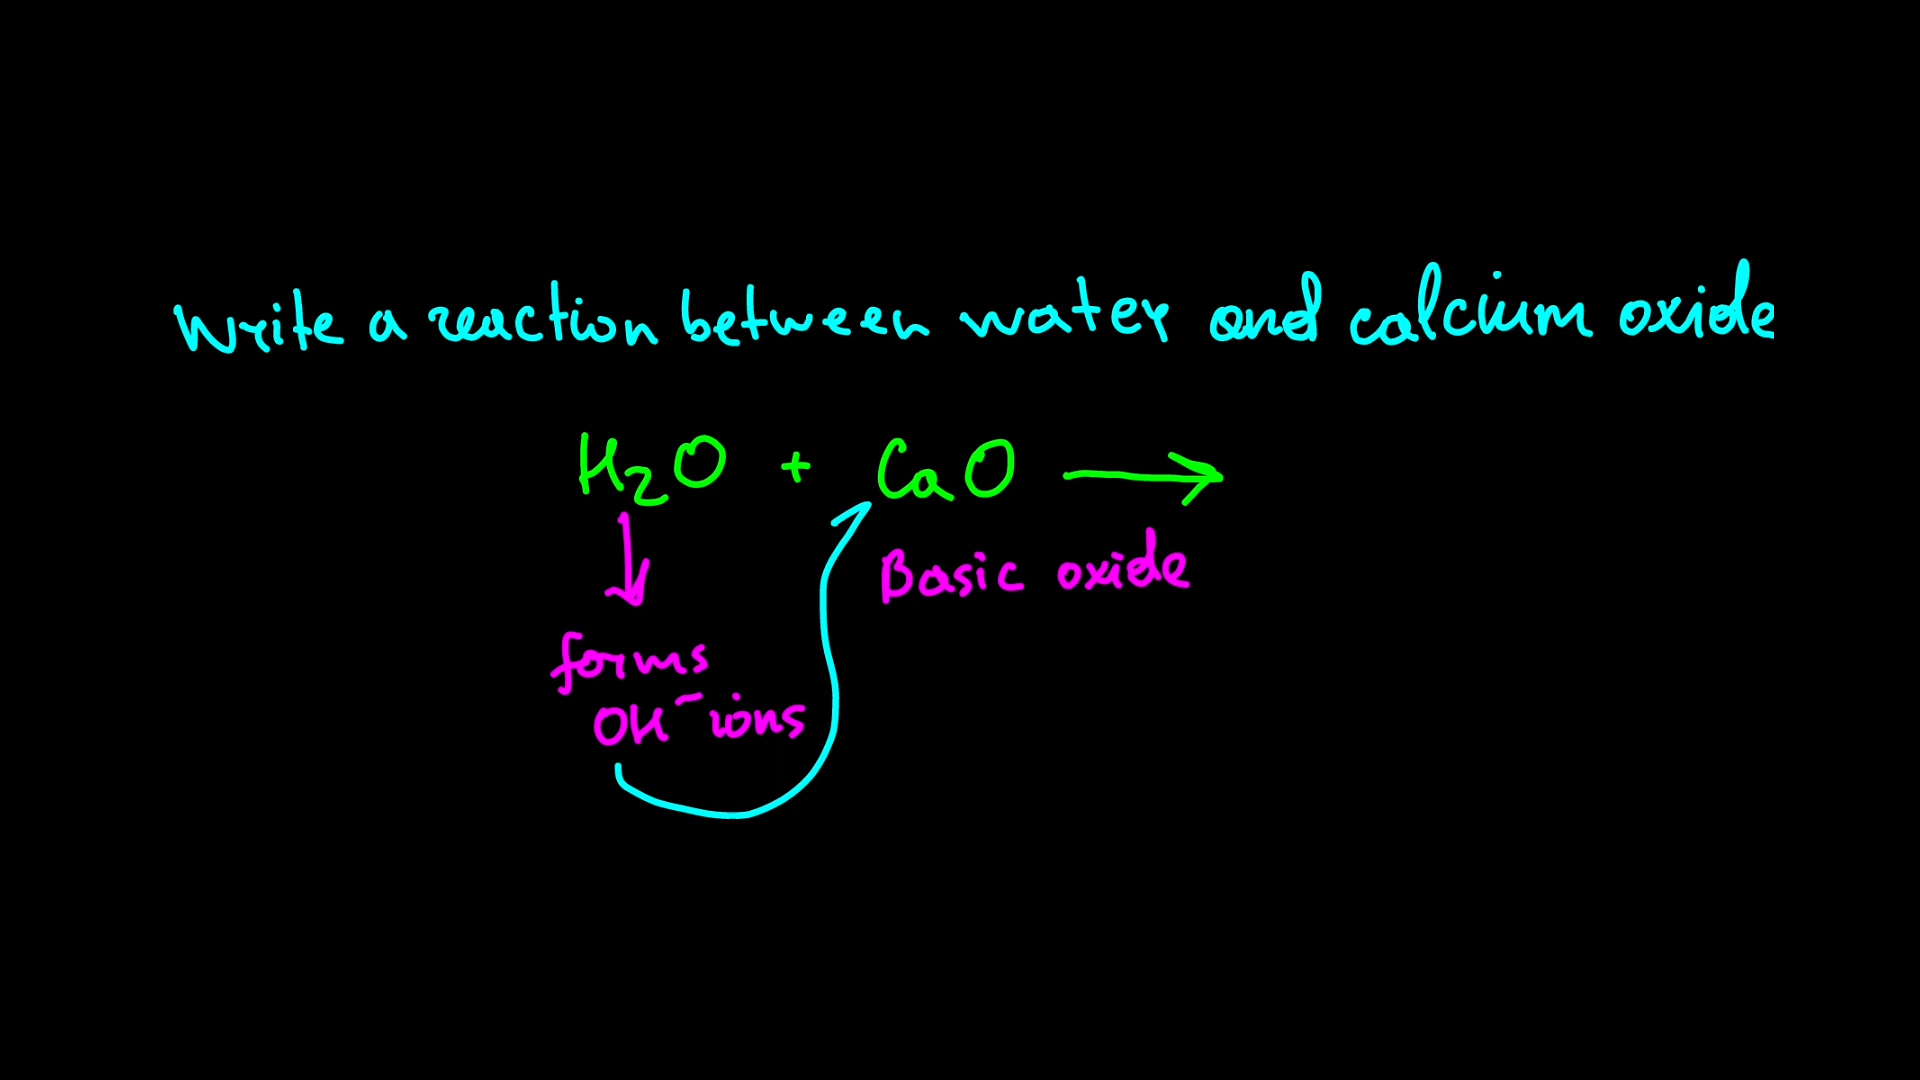 Write a reaction between water and calcium oxide
H₂O + CaO →
Basic oxide
forms
OH⁻ ions